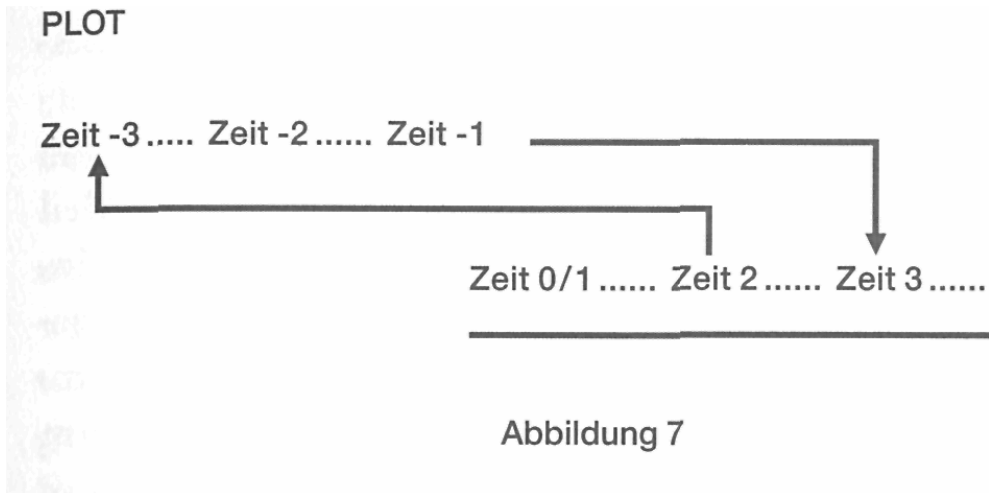 PLOT
Zeit -3 ..... Zeit -2 ...... Zeit -1
Zeit 0/1 ...... Zeit 2 ...... Zeit 3 ......
Abbildung 7